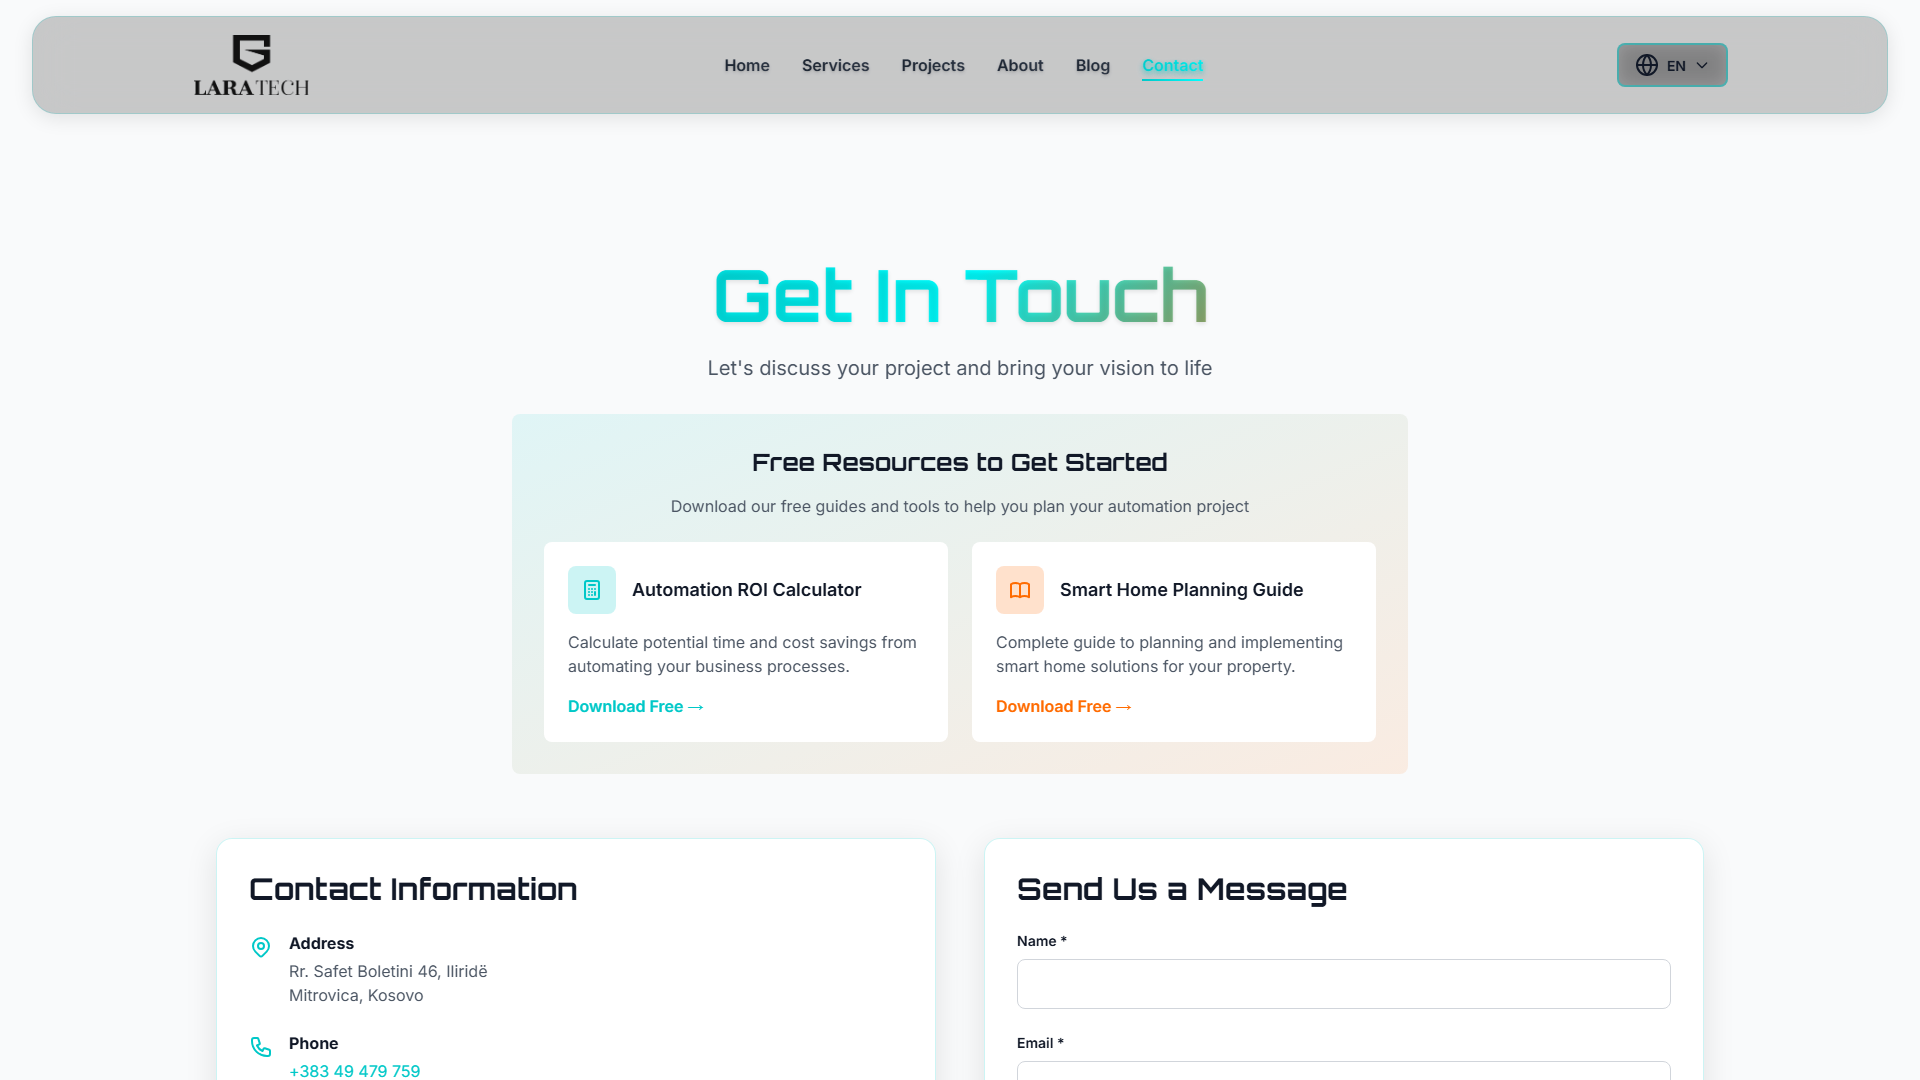 LARA TECH
Home
Services
Projects
About
Blog
Contact
EN
Get In Touch
Let's discuss your project and bring your vision to life
Free Resources to Get Started
Download our free guides and tools to help you plan your automation project
Automation ROI Calculator
Calculate potential time and cost savings from
automating your business processes.
Download Free →
Smart Home Planning Guide
Complete guide to planning and implementing
smart home solutions for your property.
Download Free →
Contact Information
Address
Rr. Safet Boletini 46, Iliridë
Mitrovica, Kosovo
Phone
+383 49 479 759
Send Us a Message
Name *
Email *